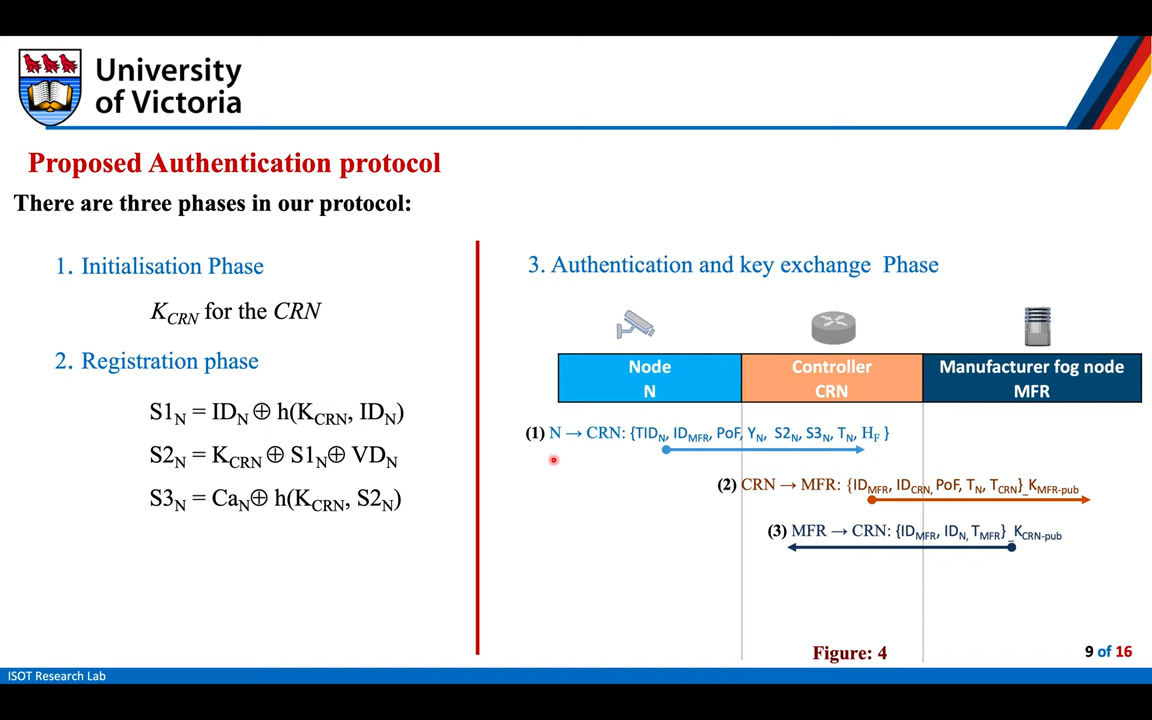 University
of Victoria
Proposed Authentication protocol
There are three phases in our protocol:
1. Initialisation Phase
K_CRN for the CRN
2. Registration phase
S1_N = ID_N ⊕ h(K_CRN, ID_N)
S2_N = K_CRN ⊕ S1_N ⊕ VD_N
S3_N = Ca_N ⊕ h(K_CRN, S2_N)
3. Authentication and key exchange Phase
Node
N
Controller
CRN
Manufacturer fog node
MFR
(1) N → CRN: {TID_N, ID_MFR, PoF, Y_N, S2_N, S3_N, T_N, H_F }
(2) CRN → MFR: {ID_MFR, ID_CRN, PoF, T_N, T_CRN}_K_MFR-pub
(3) MFR → CRN: {ID_MFR, ID_N, T_MFR}_K_CRN-pub
Figure: 4
9 of 16
ISOT Research Lab